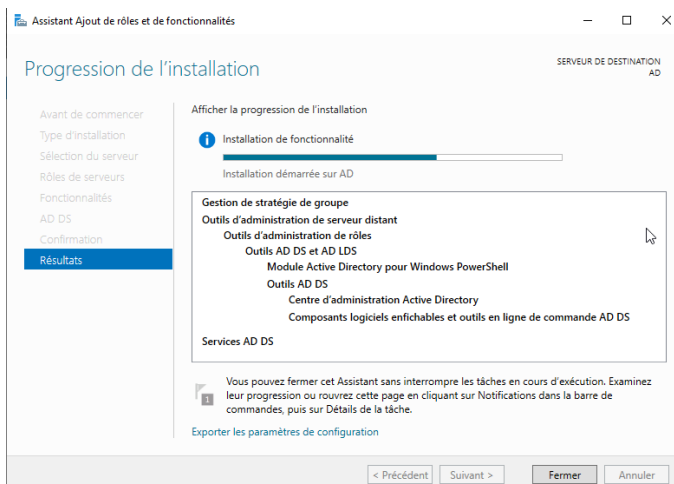 Assistant Ajout de rôles et de fonctionnalités
Progression de l'installation
SERVEUR DE DESTINATION
AD
Avant de commencer
Type d'installation
Sélection du serveur
Rôles de serveurs
Fonctionnalités
AD DS
Confirmation
Résultats
Afficher la progression de l'installation
Installation de fonctionnalité
Installation démarrée sur AD
Gestion de stratégie de groupe
Outils d'administration de serveur distant
Outils d'administration de rôles
Outils AD DS et AD LDS
Module Active Directory pour Windows PowerShell
Outils AD DS
Centre d'administration Active Directory
Composants logiciels enfichables et outils en ligne de commande AD DS
Services AD DS
1
Vous pouvez fermer cet Assistant sans interrompre les tâches en cours d'exécution. Examinez
leur progression ou rouvrez cette page en cliquant sur Notifications dans la barre de
commandes, puis sur Détails de la tâche.
Exporter les paramètres de configuration
< Précédent
Suivant >
Fermer
Annuler